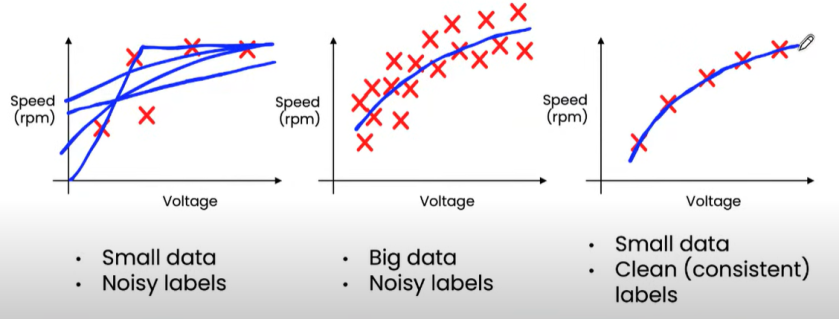 Speed
(rpm)
Voltage
• Small data
• Noisy labels
Speed
(rpm)
Voltage
• Big data
• Noisy labels
Speed
(rpm)
Voltage
• Small data
• Clean (consistent)
labels